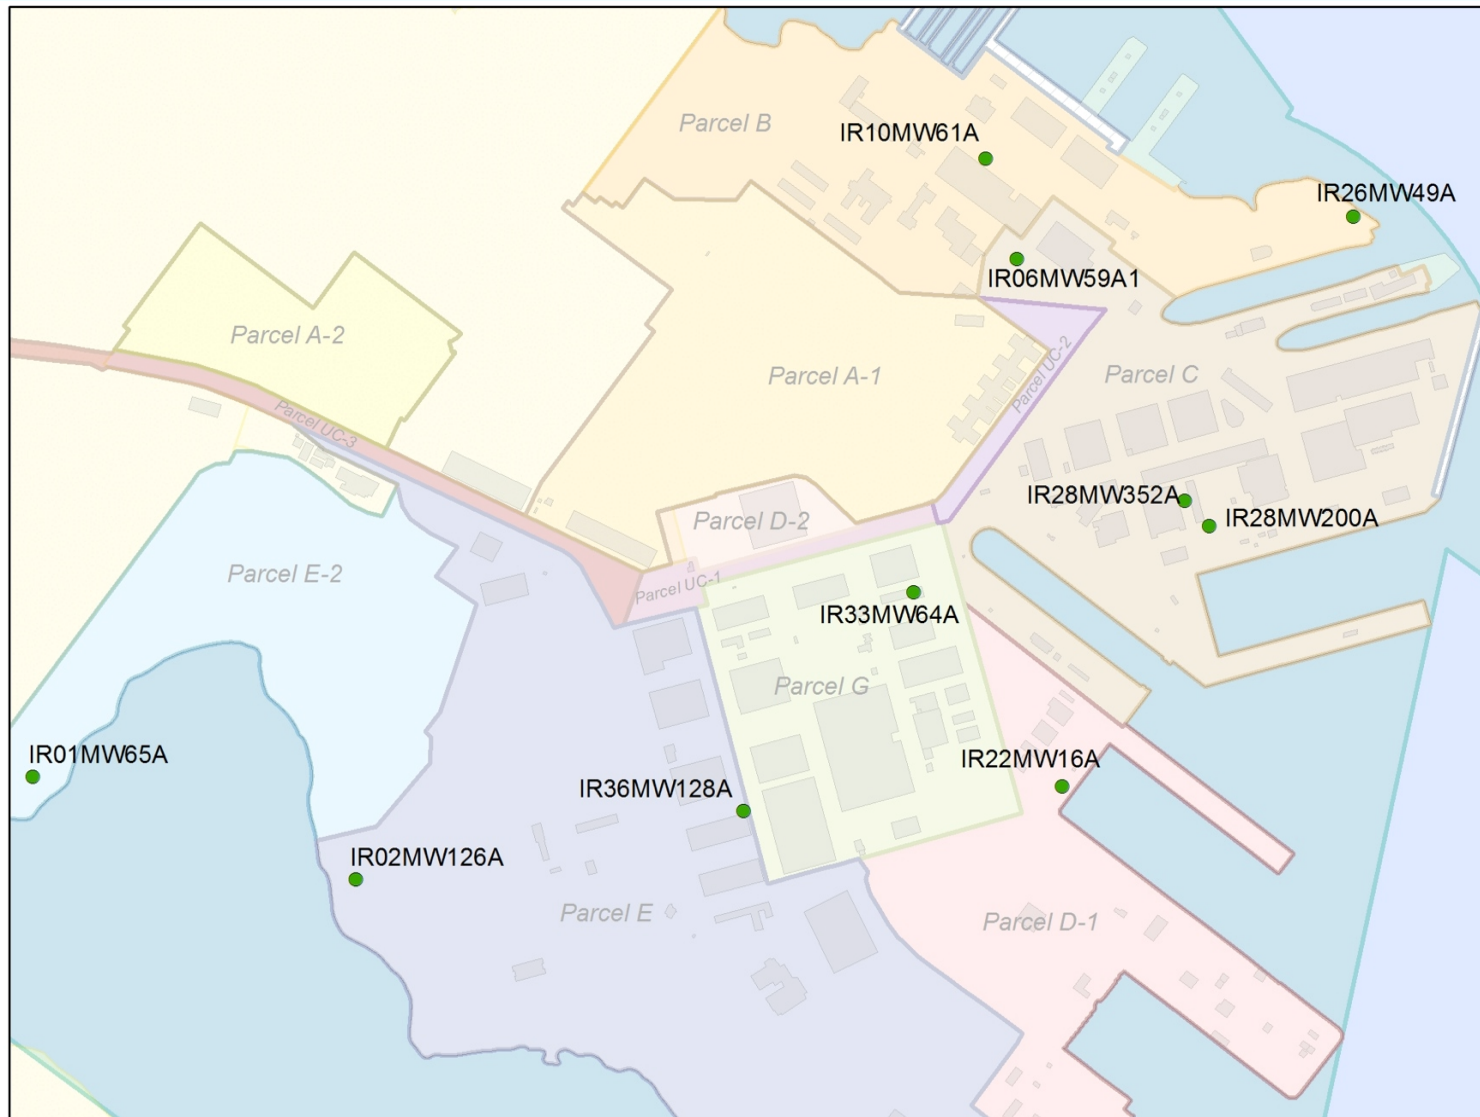 Parcel B
IR10MW61A
IR26MW49A
IR06MW59A1
Parcel A-2
Parcel A-1
Parcel UC-2
Parcel C
Parcel UC-3
IR28MW352A
IR28MW200A
Parcel D-2
Parcel E-2
Parcel UC-1
IR33MW64A
Parcel G
IR01MW65A
IR36MW128A
IR22MW16A
IR02MW126A
Parcel E
Parcel D-1